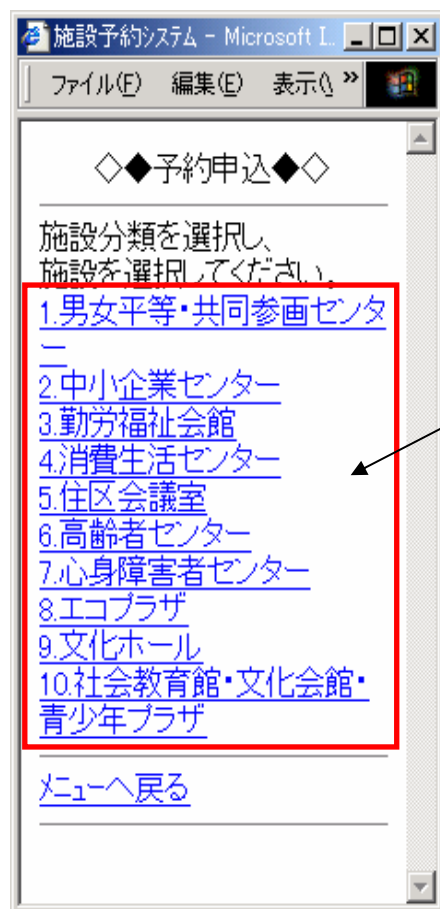 施設予約システム - Microsoft I...
ファイル(F) 編集(E) 表示(V) »
◇◆予約申込◆◇
施設分類を選択し、
施設を選択してください。
1.男女平等・共同参画センタ
ー
2.中小企業センター
3.勤労福祉会館
4.消費生活センター
5.住区会議室
6.高齢者センター
7.心身障害者センター
8.エコプラザ
9.文化ホール
10.社会教育館・文化会館・
青少年プラザ
メニューへ戻る